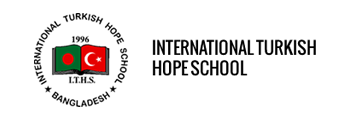 INTERNATIONAL TURKISH HOPE SCHOOL
1996
I.T.H.S.
BANGLADESH
INTERNATIONAL TURKISH
HOPE SCHOOL